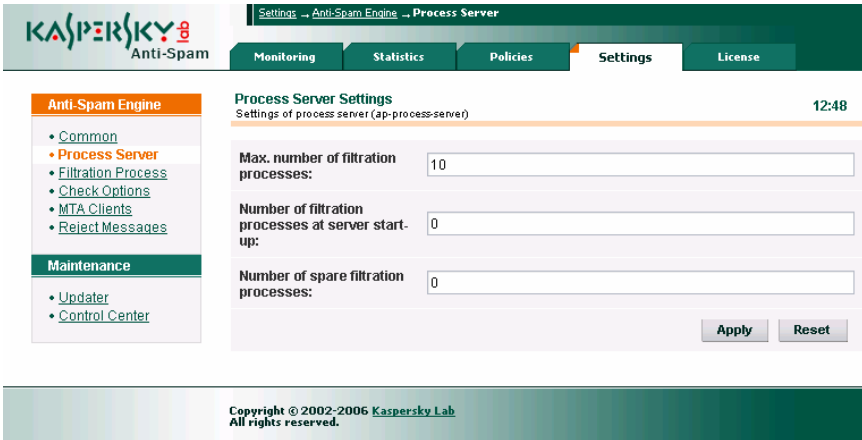 KASPERSKY lab
Anti-Spam
Settings → Anti-Spam Engine → Process Server
Monitoring
Statistics
Policies
Settings
License
Anti-Spam Engine
• Common
• Process Server
• Filtration Process
• Check Options
• MTA Clients
• Reject Messages
Maintenance
• Updater
• Control Center
Process Server Settings
Settings of process server (ap-process-server)
12:48
Max. number of filtration
processes:
10
Number of filtration
processes at server start-
up:
0
Number of spare filtration
processes:
0
Apply
Reset
Copyright © 2002-2006 Kaspersky Lab
All rights reserved.